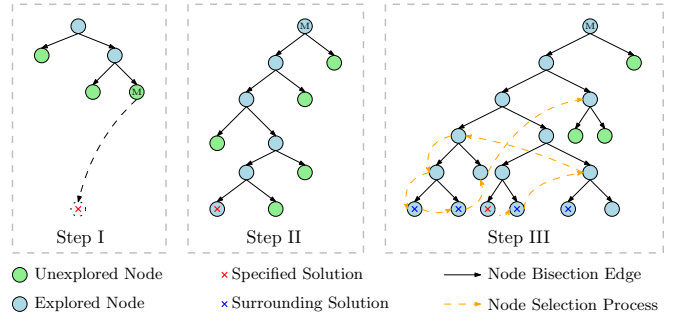 M
M
M
Step I
Step II
Step III
Unexplored Node
× Specified Solution
Node Bisection Edge
Explored Node
× Surrounding Solution
Node Selection Process